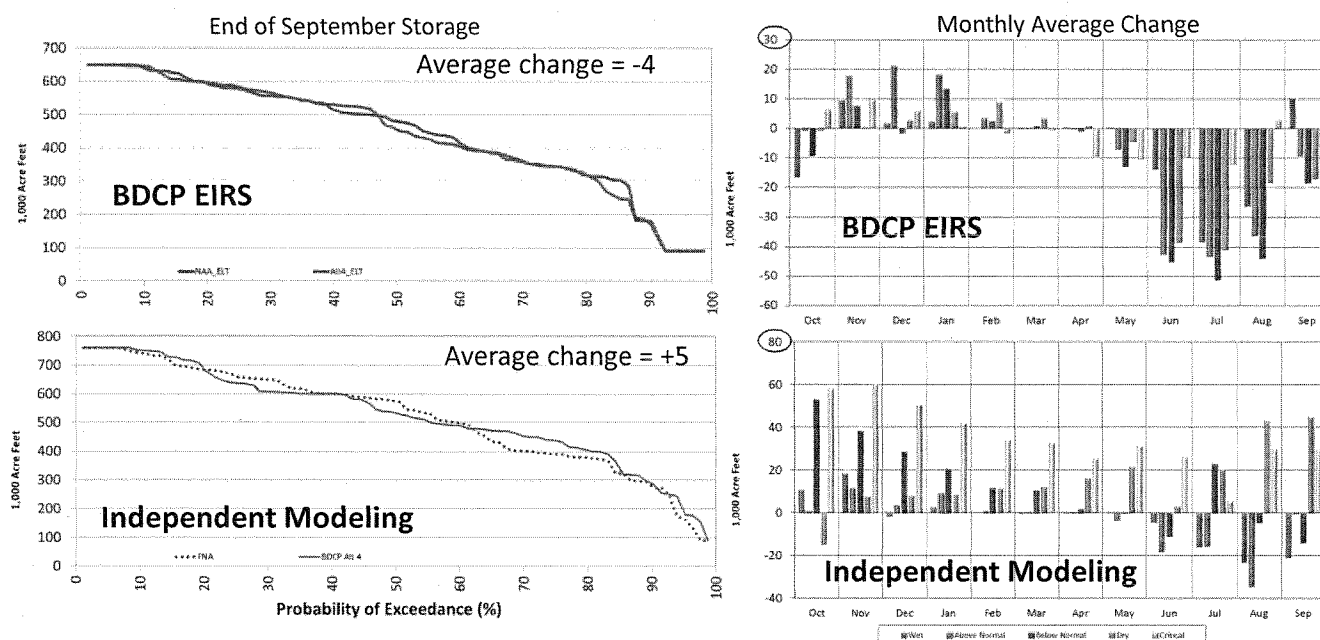 End of September Storage
700
600
500
400
300
200
100
0
1,000 Acre Feet
Average change = -4
BDCP EIRS
NAA_ELT
Alt4_ELT
0
10
20
30
40
50
60
70
80
90
100
Monthly Average Change
30
20
10
0
-10
-20
-30
-40
-50
-60
1,000 Acre Feet
BDCP EIRS
Oct
Nov
Dec
Jan
Feb
Mar
Apr
May
Jun
Jul
Aug
Sep
800
700
600
500
400
300
200
100
0
1,000 Acre Feet
Average change = +5
Independent Modeling
FNA
BDCP Alt 4
0
10
20
30
40
50
60
70
80
90
100
Probability of Exceedance (%)
80
60
40
20
0
-20
-40
1,000 Acre Feet
Independent Modeling
Oct
Nov
Dec
Jan
Feb
Mar
Apr
May
Jun
Jul
Aug
Sep
Wet
Above Normal
Below Normal
Dry
Critical